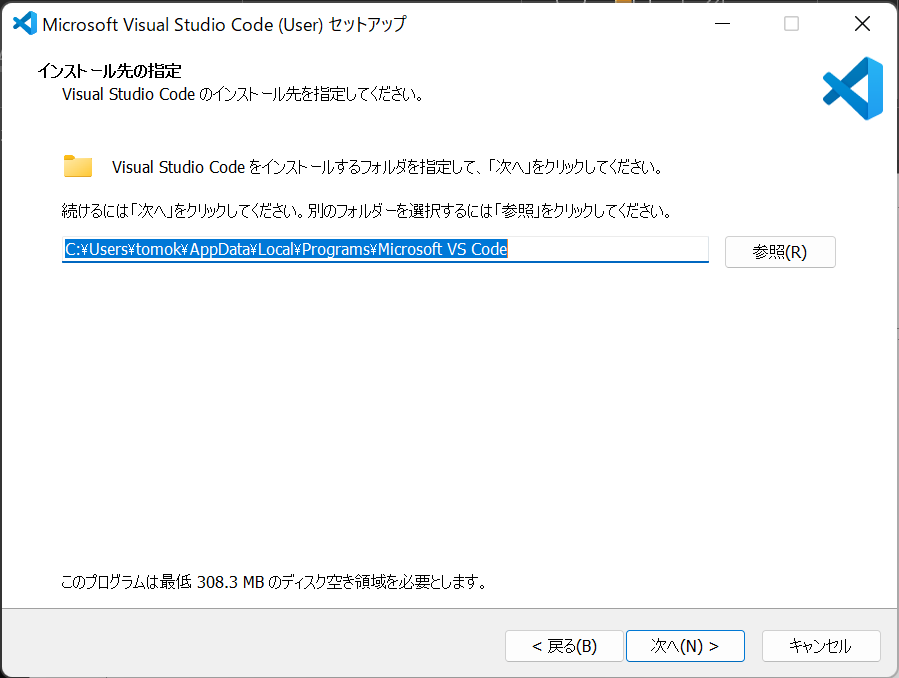 Microsoft Visual Studio Code (User) セットアップ
インストール先の指定
Visual Studio Code のインストール先を指定してください。
Visual Studio Code をインストールするフォルダを指定して、「次へ」をクリックしてください。
続けるには「次へ」をクリックしてください。別のフォルダーを選択するには「参照」をクリックしてください。
C:¥Users¥tomok¥AppData¥Local¥Programs¥Microsoft VS Code
参照(R)
このプログラムは最低 308.3 MB のディスク空き領域を必要とします。
< 戻る(B)
次へ(N) >
キャンセル